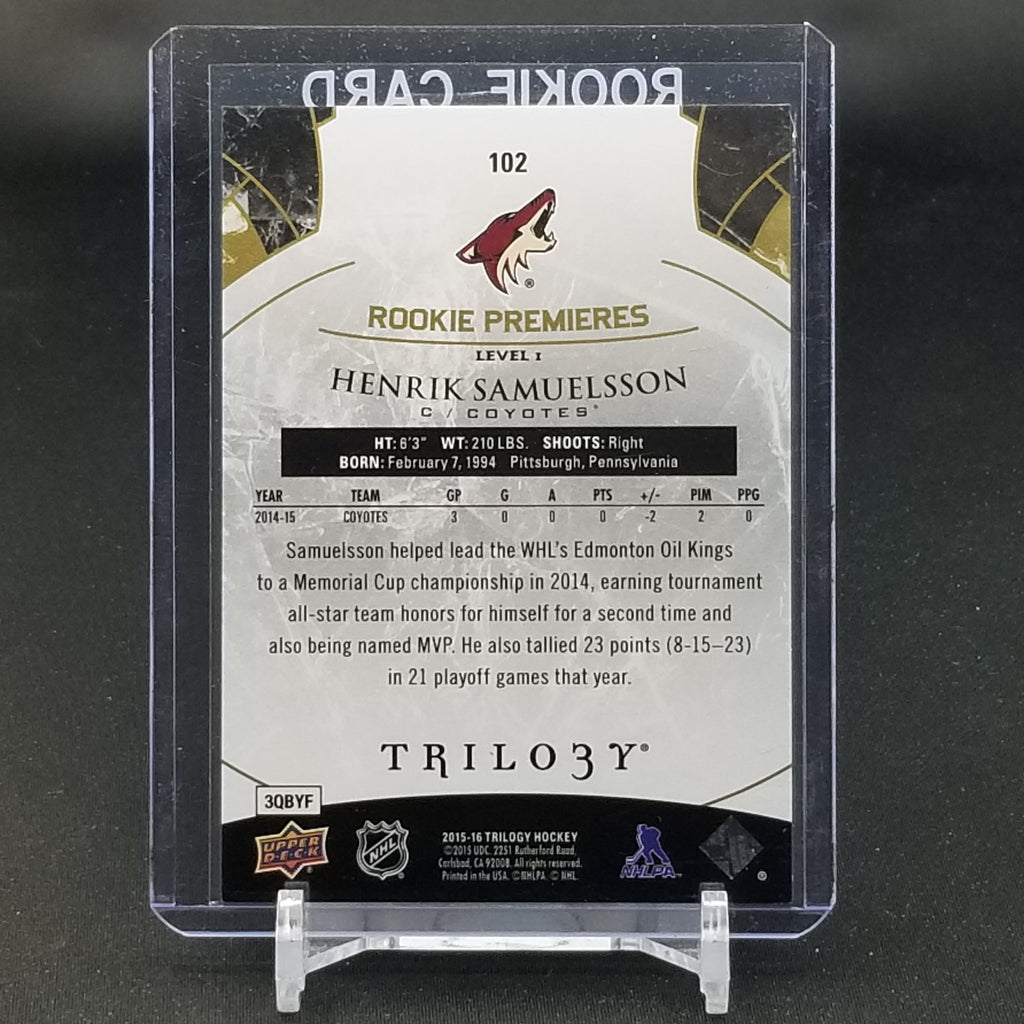 ROOKIE CARD
102
®
ROOKIE PREMIERES
LEVEL 1
HENRIK SAMUELSSON
C / COYOTES®
HT: 6'3" WT: 210 LBS. SHOOTS: Right
BORN: February 7, 1994 Pittsburgh, Pennsylvania
YEAR TEAM GP G A PTS +/- PIM PPG
2014-15 COYOTES 3 0 0 0 -2 2 0
Samuelsson helped lead the WHL's Edmonton Oil Kings
to a Memorial Cup championship in 2014, earning tournament
all-star team honors for himself for a second time and
also being named MVP. He also tallied 23 points (8-15–23)
in 21 playoff games that year.
TRILO3Y®
3QBYF
UPPER
DECK
NHL
2015-16 TRILOGY HOCKEY
©2015 UDC. 2251 Rutherford Road,
Carlsbad, CA 92008. All rights reserved.
Printed in the USA. ©NHLPA. © NHL.
NHLPA
®